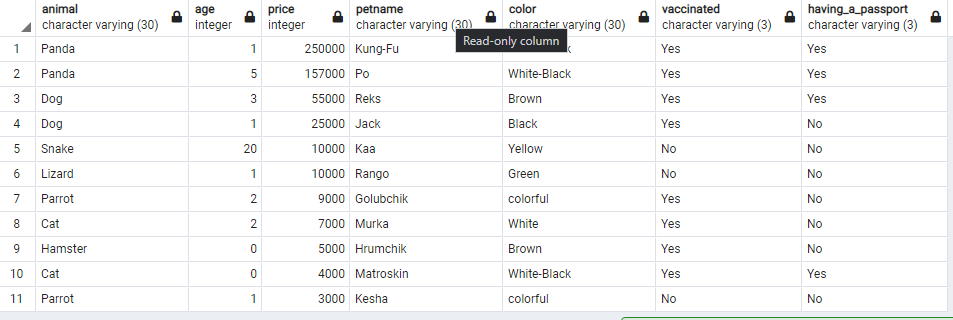 animal age price petname color vaccinated having_a_passport
character varying (30) integer integer character varying (30) character varying (30) character varying (3) character varying (3)
Read-only column
1 Panda 1 250000 Kung-Fu Yes Yes
2 Panda 5 157000 Po White-Black Yes Yes
3 Dog 3 55000 Reks Brown Yes Yes
4 Dog 1 25000 Jack Black Yes No
5 Snake 20 10000 Kaa Yellow No No
6 Lizard 1 10000 Rango Green No No
7 Parrot 2 9000 Golubchik colorful Yes No
8 Cat 2 7000 Murka White Yes No
9 Hamster 0 5000 Hrumchik Brown Yes No
10 Cat 0 4000 Matroskin White-Black Yes Yes
11 Parrot 1 3000 Kesha colorful No No